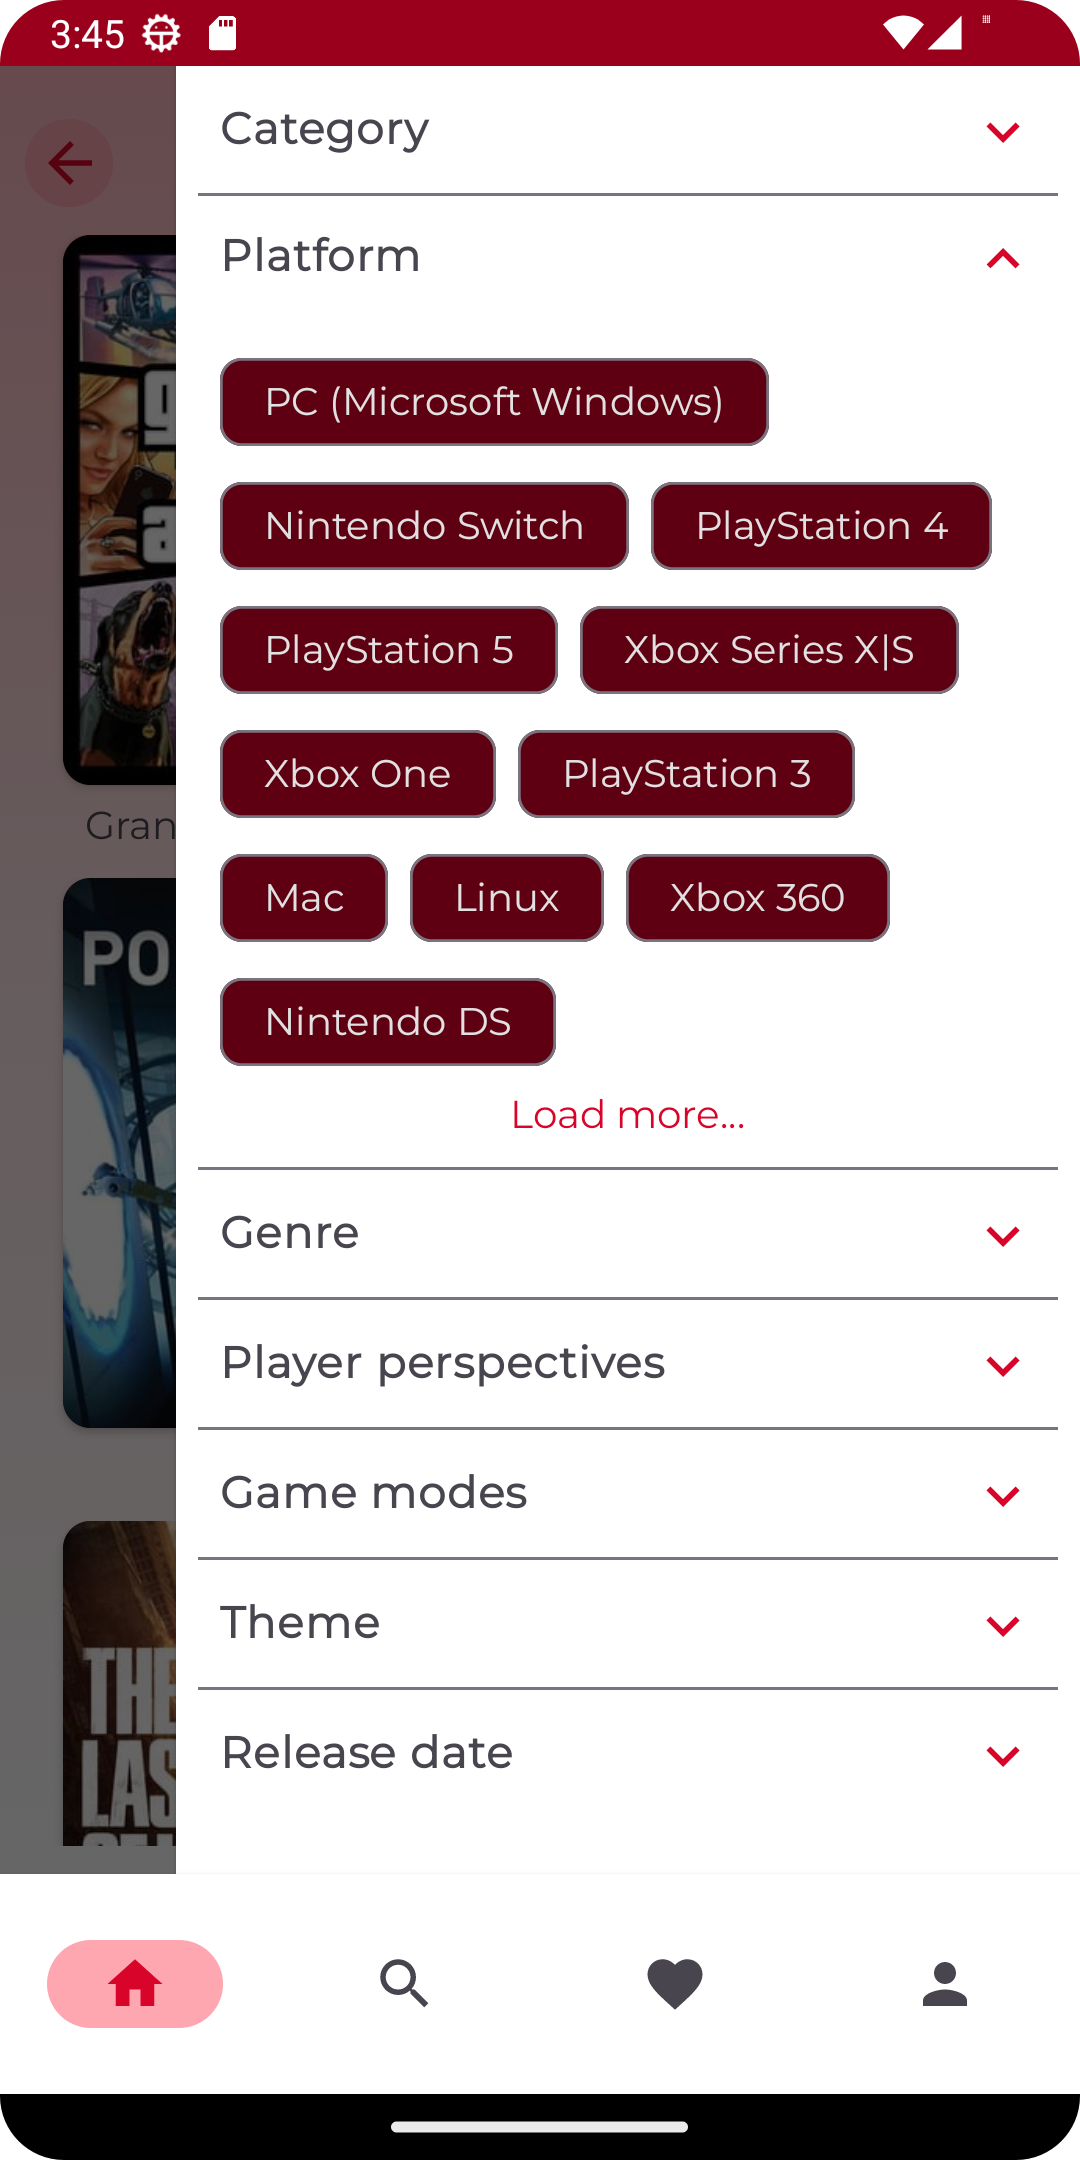 3:45
Category
Platform
PC (Microsoft Windows)
Nintendo Switch
PlayStation 4
PlayStation 5
Xbox Series X|S
Xbox One
PlayStation 3
Mac
Linux
Xbox 360
Nintendo DS
Load more...
Genre
Player perspectives
Game modes
Theme
Release date
Gran
PO
THE
LAS